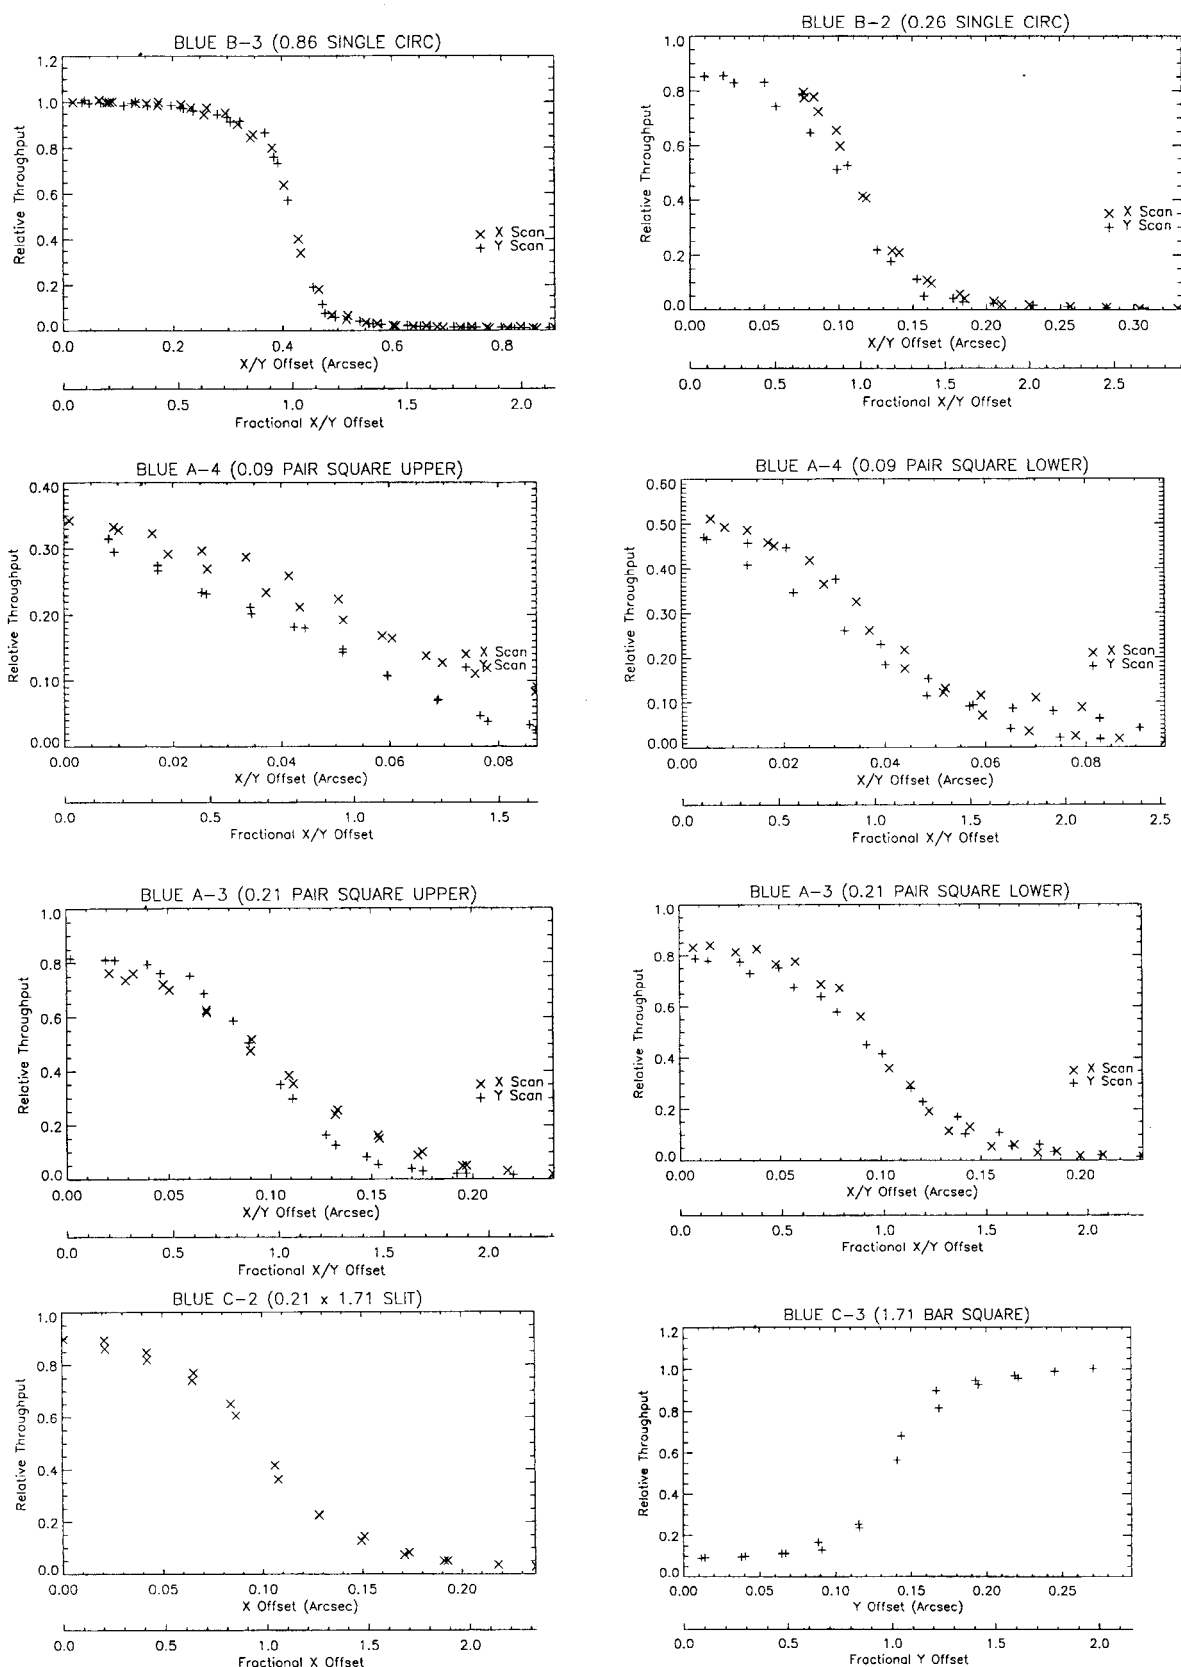 BLUE B-3 (0.86 SINGLE CIRC)
1.2
1.0
0.8
0.6
0.4
0.2
0.0
Relative Throughput
X Scan
Y Scan
0.0 0.2 0.4 0.6 0.8
X/Y Offset (Arcsec)
0.0 0.5 1.0 1.5 2.0
Fractional X/Y Offset
BLUE B-2 (0.26 SINGLE CIRC)
1.0
0.8
0.6
0.4
0.2
0.0
Relative Throughput
X Scan
Y Scan
0.00 0.05 0.10 0.15 0.20 0.25 0.30
X/Y Offset (Arcsec)
0.0 0.5 1.0 1.5 2.0 2.5
Fractional X/Y Offset
BLUE A-4 (0.09 PAIR SQUARE UPPER)
0.40
0.30
0.20
0.10
0.00
Relative Throughput
X Scan
Y Scan
0.00 0.02 0.04 0.06 0.08
X/Y Offset (Arcsec)
0.0 0.5 1.0 1.5
Fractional X/Y Offset
BLUE A-4 (0.09 PAIR SQUARE LOWER)
0.60
0.50
0.40
0.30
0.20
0.10
0.00
Relative Throughput
X Scan
Y Scan
0.00 0.02 0.04 0.06 0.08
X/Y Offset (Arcsec)
0.0 0.5 1.0 1.5 2.0 2.5
Fractional X/Y Offset
BLUE A-3 (0.21 PAIR SQUARE UPPER)
1.0
0.8
0.6
0.4
0.2
0.0
Relative Throughput
X Scan
Y Scan
0.00 0.05 0.10 0.15 0.20
X/Y Offset (Arcsec)
0.0 0.5 1.0 1.5 2.0
Fractional X/Y Offset
BLUE A-3 (0.21 PAIR SQUARE LOWER)
1.0
0.8
0.6
0.4
0.2
0.0
Relative Throughput
X Scan
Y Scan
0.00 0.05 0.10 0.15 0.20
X/Y Offset (Arcsec)
0.0 0.5 1.0 1.5 2.0
Fractional X/Y Offset
BLUE C-2 (0.21 x 1.71 SLIT)
1.0
0.8
0.6
0.4
0.2
0.0
Relative Throughput
0.00 0.05 0.10 0.15 0.20
X Offset (Arcsec)
0.0 0.5 1.0 1.5 2.0
Fractional X Offset
BLUE C-3 (1.71 BAR SQUARE)
1.2
1.0
0.8
0.6
0.4
0.2
0.0
Relative Throughput
0.00 0.05 0.10 0.15 0.20 0.25
Y Offset (Arcsec)
0.0 0.5 1.0 1.5 2.0
Fractional Y Offset